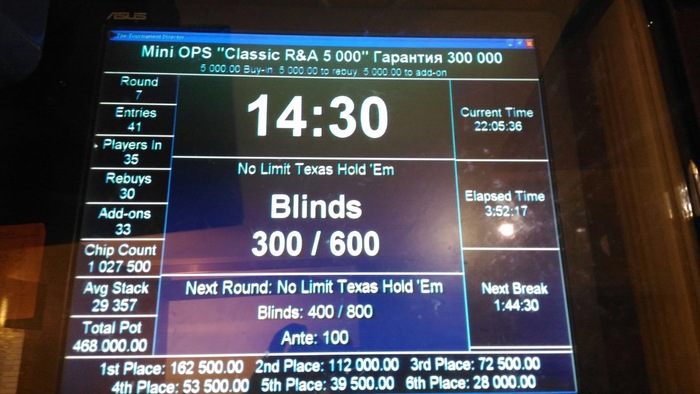 ASUS
The Tournament Director
Mini OPS "Classic R&A 5 000" Гарантия 300 000
5 000.00 Buy-in. 5 000.00 to rebuy. 5 000.00 to add-on
Round
7
Entries
41
Players In
35
Rebuys
30
Add-ons
33
Chip Count
1 027 500
Avg Stack
29 357
Total Pot
468 000.00
14:30
No Limit Texas Hold 'Em
Blinds
300 / 600
Next Round: No Limit Texas Hold 'Em
Blinds: 400 / 800
Ante: 100
Current Time
22:05:36
Elapsed Time
3:52:17
Next Break
1:44:30
1st Place: 162 500.00 2nd Place: 112 000.00 3rd Place: 72 500.00
4th Place: 53 500.00 5th Place: 39 500.00 6th Place: 28 000.00